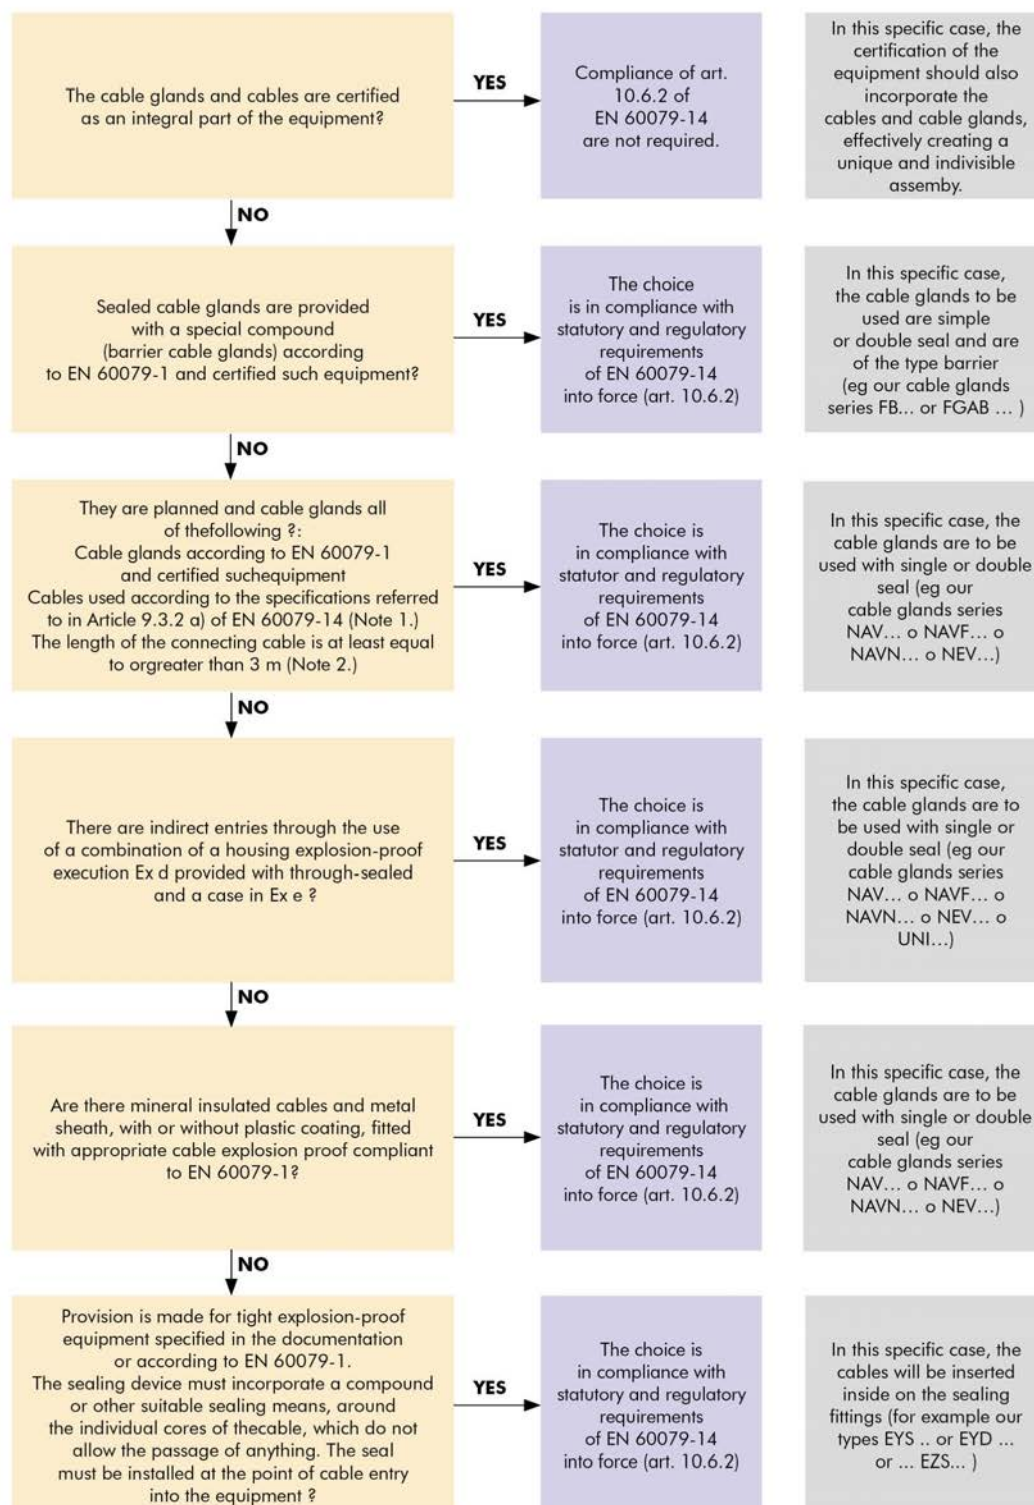 The cable glands and cables are certified
as an integral part of the equipment?
YES
Compliance of art.
10.6.2 of
EN 60079-14
are not required.
In this specific case, the
certification of the
equipment should also
incorporate the
cables and cable glands,
effectively creating a
unique and indivisible
assemby.
NO
Sealed cable glands are provided
with a special compound
(barrier cable glands) according
to EN 60079-1 and certified such equipment?
YES
The choice
is in compliance with
statutory and regulatory
requirements
of EN 60079-14
into force (art. 10.6.2)
In this specific case,
the cable glands to be
used are simple
or double seal and are
of the type barrier
(eg our cable glands
series FB... or FGAB ... )
NO
They are planned and cable glands all
of thefollowing ?:
Cable glands according to EN 60079-1
and certified suchequipment
Cables used according to the specifications referred
to in Article 9.3.2 a) of EN 60079-14 (Note 1.)
The length of the connecting cable is at least equal
to orgreater than 3 m (Note 2.)
YES
The choice is
in compliance with
statutor and regulatory
requirements
of EN 60079-14
into force (art. 10.6.2)
In this specific case, the
cable glands are to be
used with single or double
seal (eg our
cable glands series
NAV... o NAVF... o
NAVN... o NEV...)
NO
There are indirect entries through the use
of a combination of a housing explosion-proof
execution Ex d provided with through-sealed
and a case in Ex e ?
YES
The choice is
in compliance with
statutor and regulatory
requirements
of EN 60079-14
into force (art. 10.6.2)
In this specific case,
the cable glands are to
be used with single or
double seal (eg our
cable glands series
NAV... o NAVF... o
NAVN... o NEV... o
UNI...)
NO
Are there mineral insulated cables and metal
sheath, with or without plastic coating, fitted
with appropriate cable explosion proof compliant
to EN 60079-1?
YES
The choice is
in compliance with
statutory and regulatory
requirements
of EN 60079-14
into force (art. 10.6.2)
In this specific case, the
cable glands are to be
used with single or double
seal (eg our
cable glands series
NAV... o NAVF... o
NAVN... o NEV...)
NO
Provision is made for tight explosion-proof
equipment specified in the documentation
or according to EN 60079-1.
The sealing device must incorporate a compound
or other suitable sealing means, around
the individual cores of thecable, which do not
allow the passage of anything. The seal
must be installed at the point of cable entry
into the equipment ?
YES
The choice is
in compliance with
statutory and regulatory
requirements
of EN 60079-14
into force (art. 10.6.2)
In this specific case, the
cables will be inserted
inside on the sealing
fittings (for example our
types EYS .. or EYD ...
or ... EZS... )